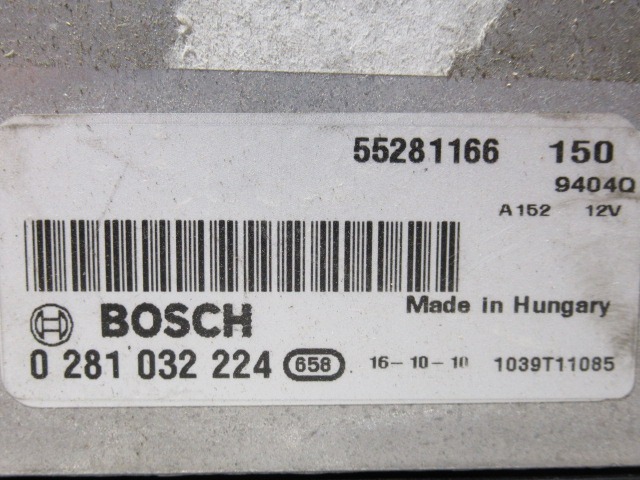 55281166 150
9404Q
A152 12V
Made in Hungary
BOSCH
0 281 032 224 658 16-10-10 1039T11085